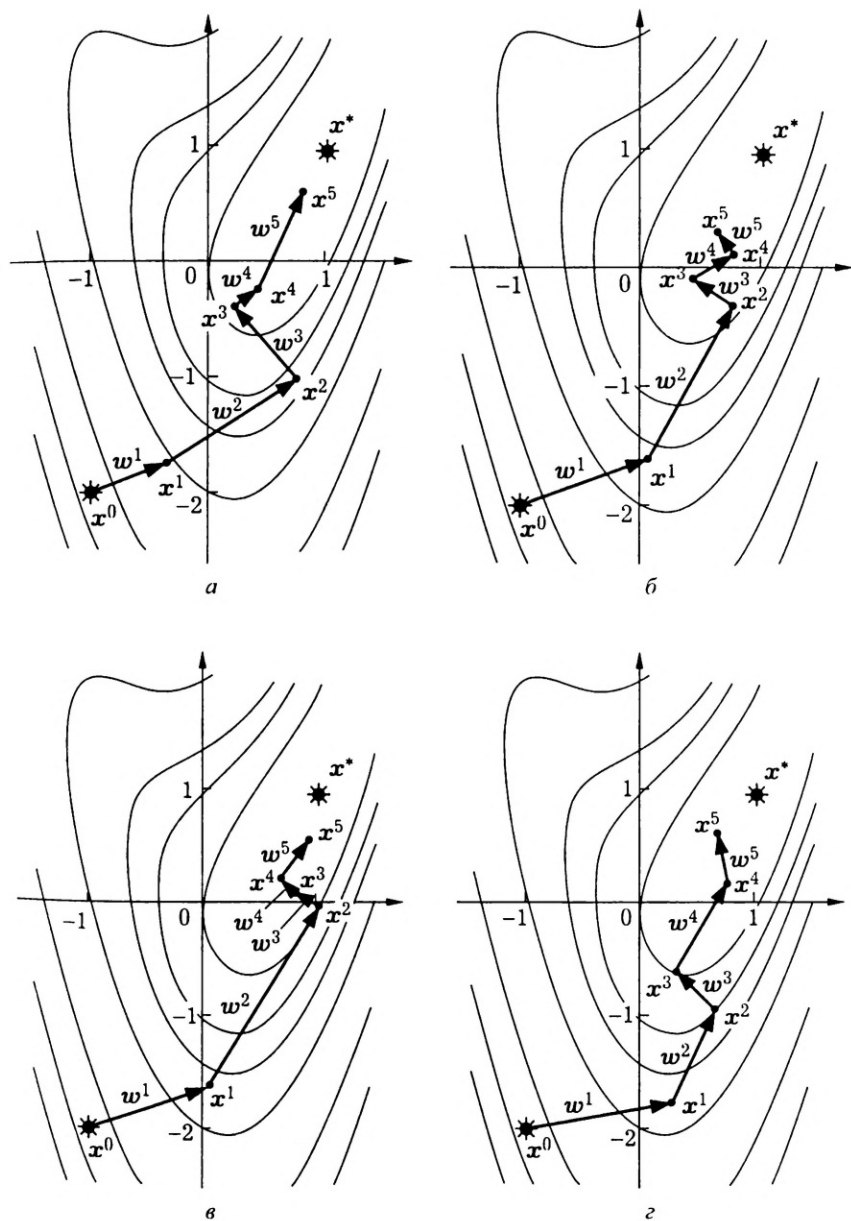 1
x*
x⁵
w⁵
-1
0
w⁴
x⁴
1
x³
w³
-1
x²
w²
w¹
x¹
x⁰
-2
а
1
x*
x⁵
w⁵
w⁴
x⁴
-1
0
x³
w³
1
x²
-1
w²
w¹
x¹
x⁰
-2
б
1
x*
x⁵
w⁵
x⁴
x³
-1
0
w⁴
x²
w³
-1
w²
w¹
x¹
x⁰
-2
в
1
x*
x⁵
w⁵
x⁴
-1
0
w⁴
1
x³
w³
-1
x²
w²
w¹
x¹
x⁰
-2
г